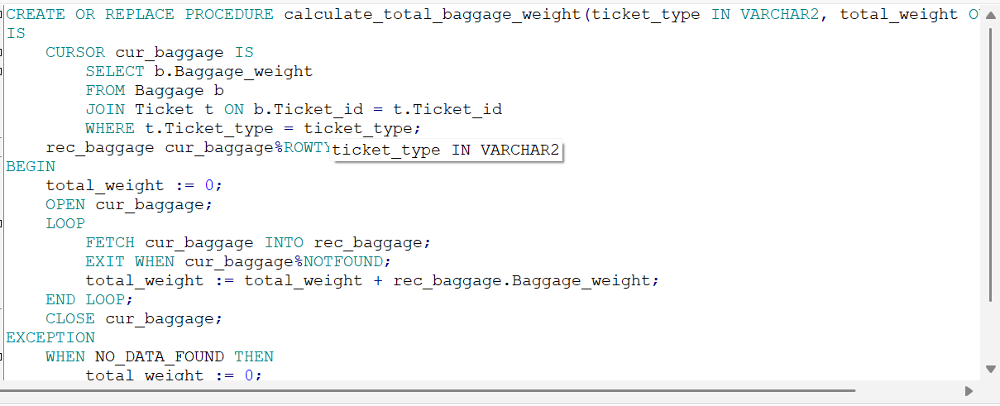 CREATE OR REPLACE PROCEDURE calculate_total_baggage_weight(ticket_type IN VARCHAR2, total_weight
IS
    CURSOR cur_baggage IS
        SELECT b.Baggage_weight
        FROM Baggage b
        JOIN Ticket t ON b.Ticket_id = t.Ticket_id
        WHERE t.Ticket_type = ticket_type;
    rec_baggage cur_baggage%ROWTY
ticket_type IN VARCHAR2
BEGIN
    total_weight := 0;
    OPEN cur_baggage;
    LOOP
        FETCH cur_baggage INTO rec_baggage;
        EXIT WHEN cur_baggage%NOTFOUND;
        total_weight := total_weight + rec_baggage.Baggage_weight;
    END LOOP;
    CLOSE cur_baggage;
EXCEPTION
    WHEN NO_DATA_FOUND THEN
        total_weight := 0;